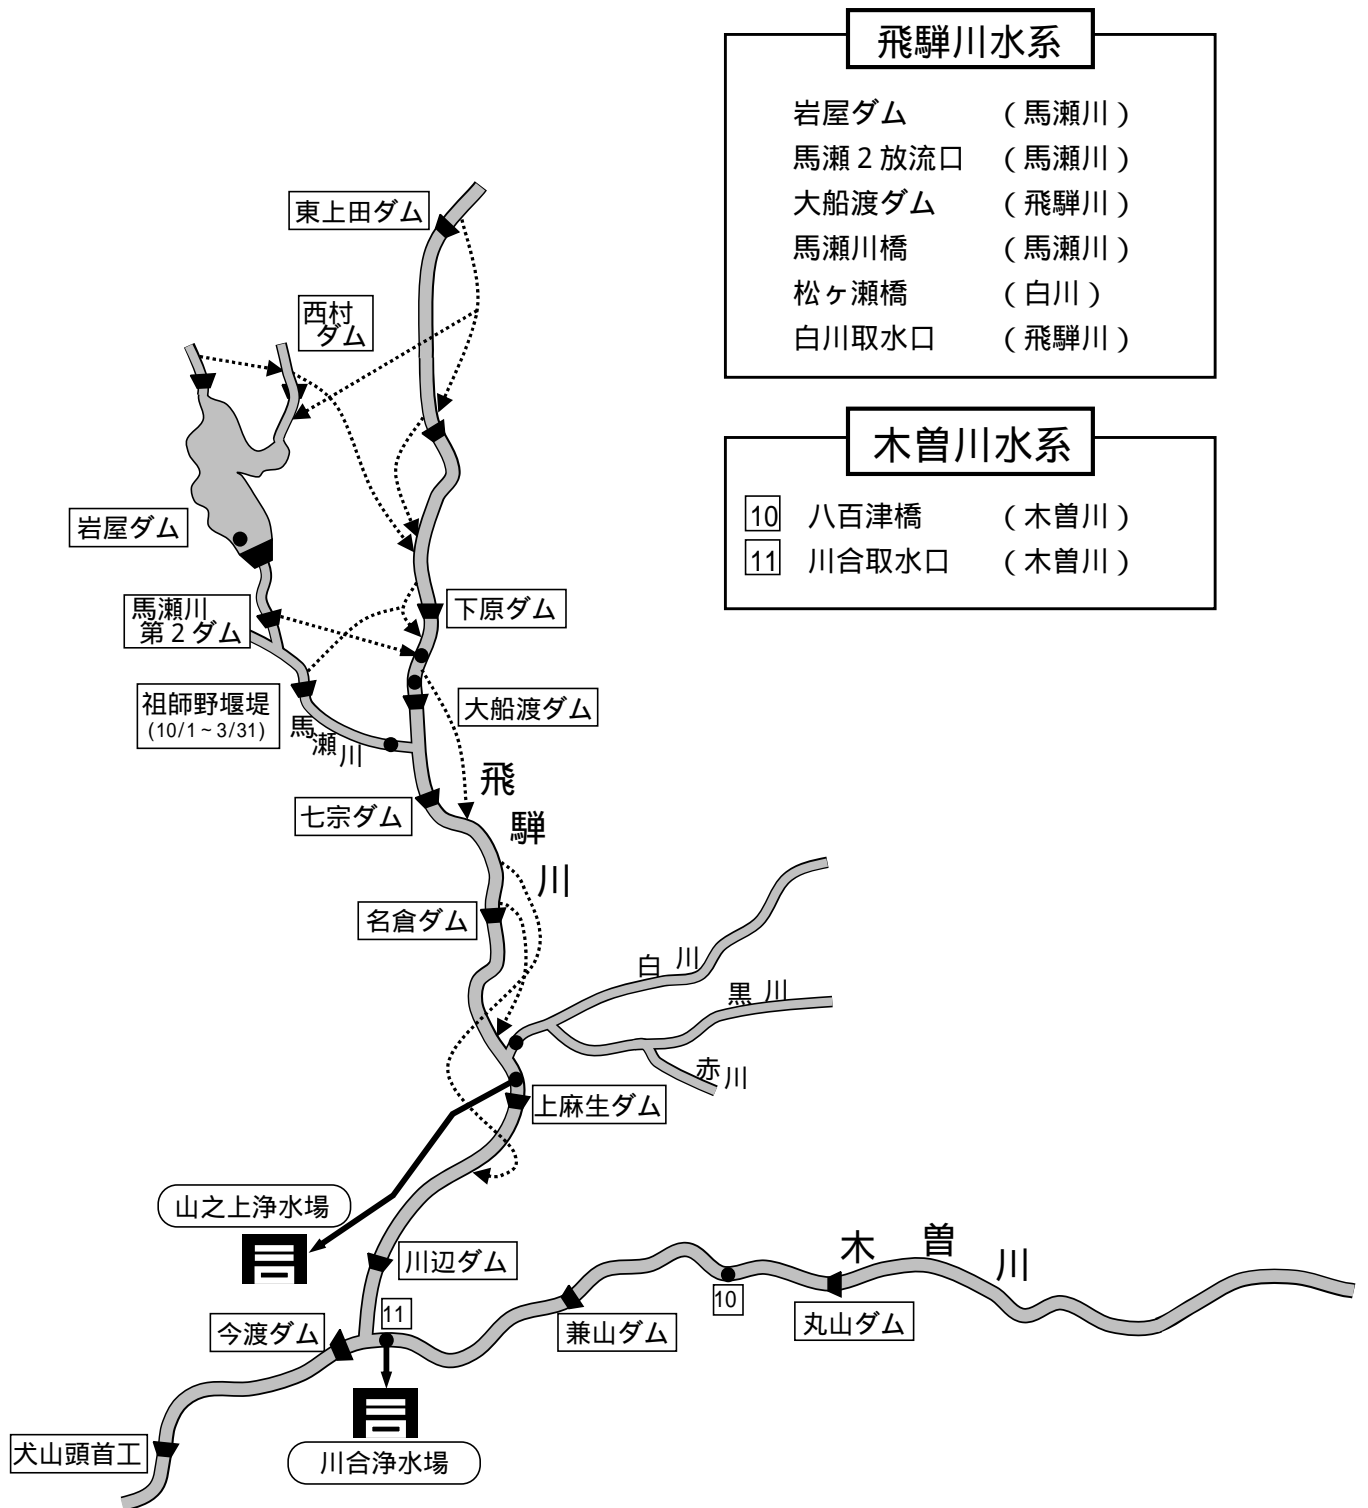 飛騨川水系
岩屋ダム （馬瀬川）
馬瀬２放流口 （馬瀬川）
大船渡ダム （飛騨川）
馬瀬川橋 （馬瀬川）
松ヶ瀬橋 （白川）
白川取水口 （飛騨川）
木曽川水系
10 八百津橋 （木曽川）
11 川合取水口 （木曽川）
東上田ダム
西村
ダム
岩屋ダム
馬瀬川
第２ダム
下原ダム
祖師野堰堤
(10/1~3/31)
馬瀬川
大船渡ダム
飛騨川
七宗ダム
名倉ダム
白川
黒川
赤川
上麻生ダム
山之上浄水場
川辺ダム
木曽川
10
丸山ダム
11
今渡ダム
兼山ダム
犬山頭首工
川合浄水場